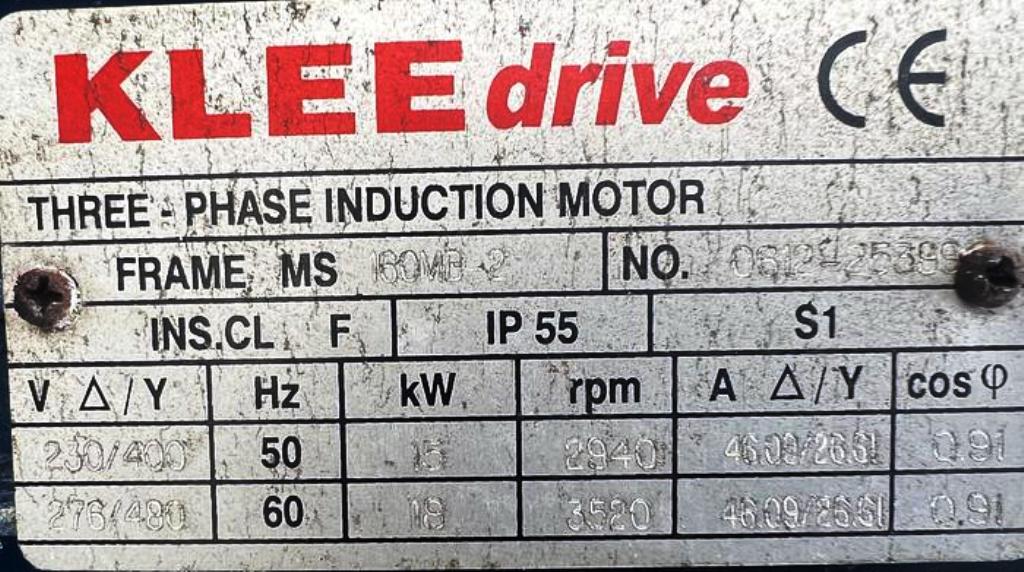 KLEE drive CE
THREE - PHASE INDUCTION MOTOR
FRAME MS 160MB-2 NO. 0612-25389
INS.CL F IP 55 S1
V Δ/Y Hz kW rpm A Δ/Y cos φ
230/400 50 15 2940 46.09/26.61 0.91
276/480 60 18 3520 46.09/26.61 0.91